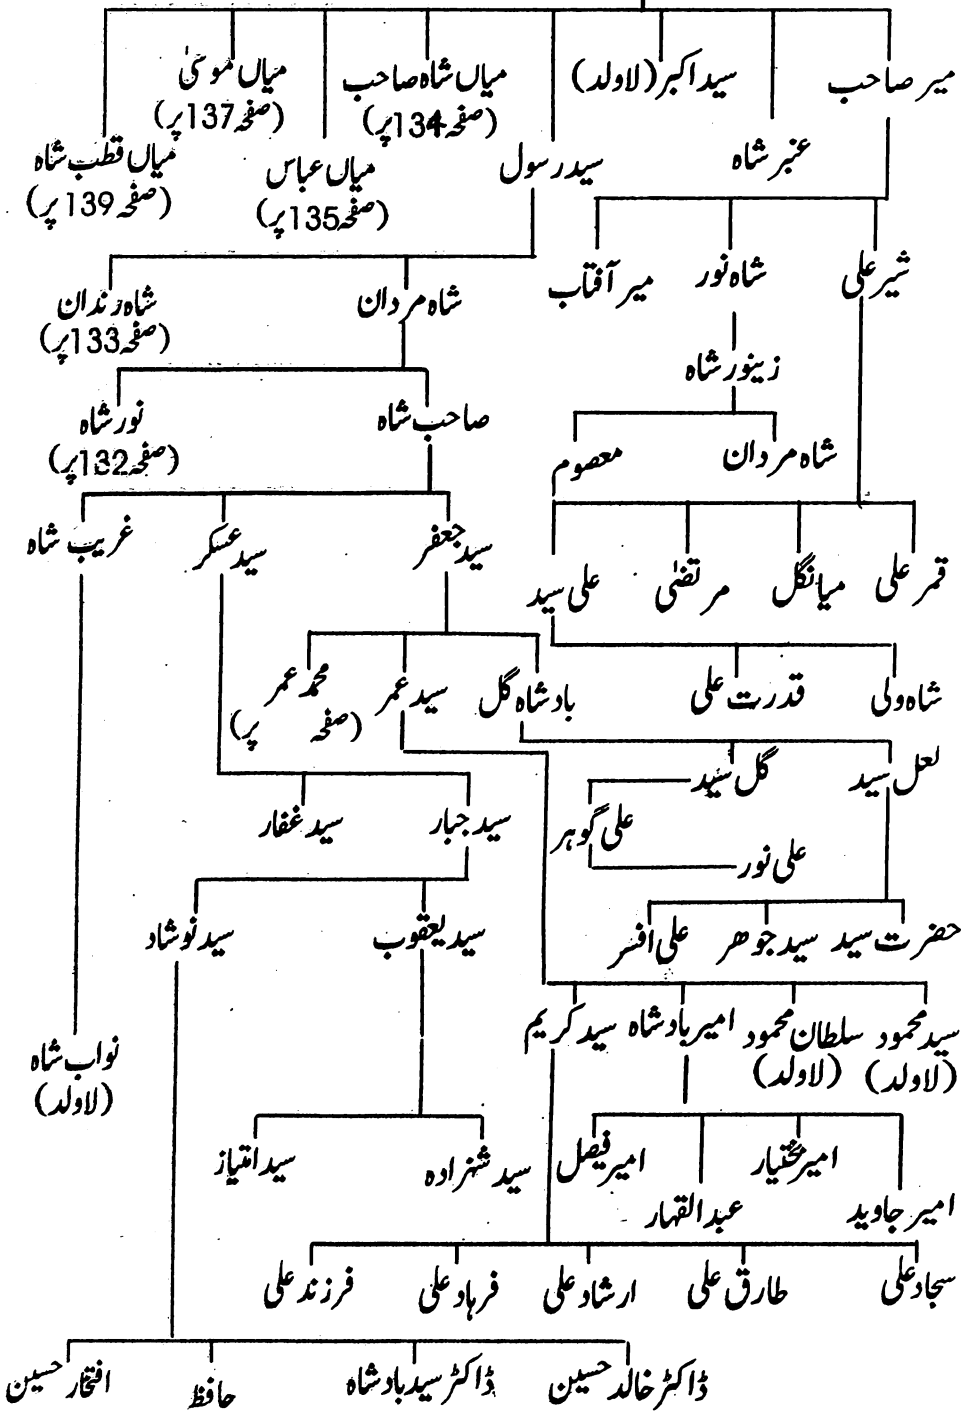 میر صاحب
سید اکبر (لاولد)
میاں شاہ صاحب
(صفحہ 134 پر)
میاں موسیٰ
(صفحہ 137 پر)
عنبر شاہ
سید رسول
میاں عباس
(صفحہ 135 پر)
میاں قطب شاہ
(صفحہ 139 پر)
شیر علی
شاہ نور
میر آفتاب
شاہ مردان
شاہ رندان
(صفحہ 133 پر)
زینور شاہ
صاحب شاہ
نور شاہ
(صفحہ 132 پر)
شاہ مردان
معصوم
سید جعفر
سید عسکر
غریب شاہ
قمر علی
میانگل
مرتضیٰ
علی سید
شاہ ولی
قدرت علی
بادشاہ گل
سید عمر
محمد عمر
(صفحہ پر)
لعل سید
گل سید
علی گوہر
علی نور
سید جبار
سید غفار
حضرت سید
سید جوھر
علی افسر
سید یعقوب
سید نوشاد
سید محمود
(لاولد)
سلطان محمود
(لاولد)
امیر بادشاہ
سید کریم
نواب شاہ
(لاولد)
امیر بختیار
امیر فیصل
سید شہزادہ
سید امتیاز
امیر جاوید
عبد القہار
سجاد علی
طارق علی
ارشاد علی
فرہاد علی
فرزند علی
ڈاکٹر خالد حسین
ڈاکٹر سید بادشاہ
حافظ
افتخار حسین